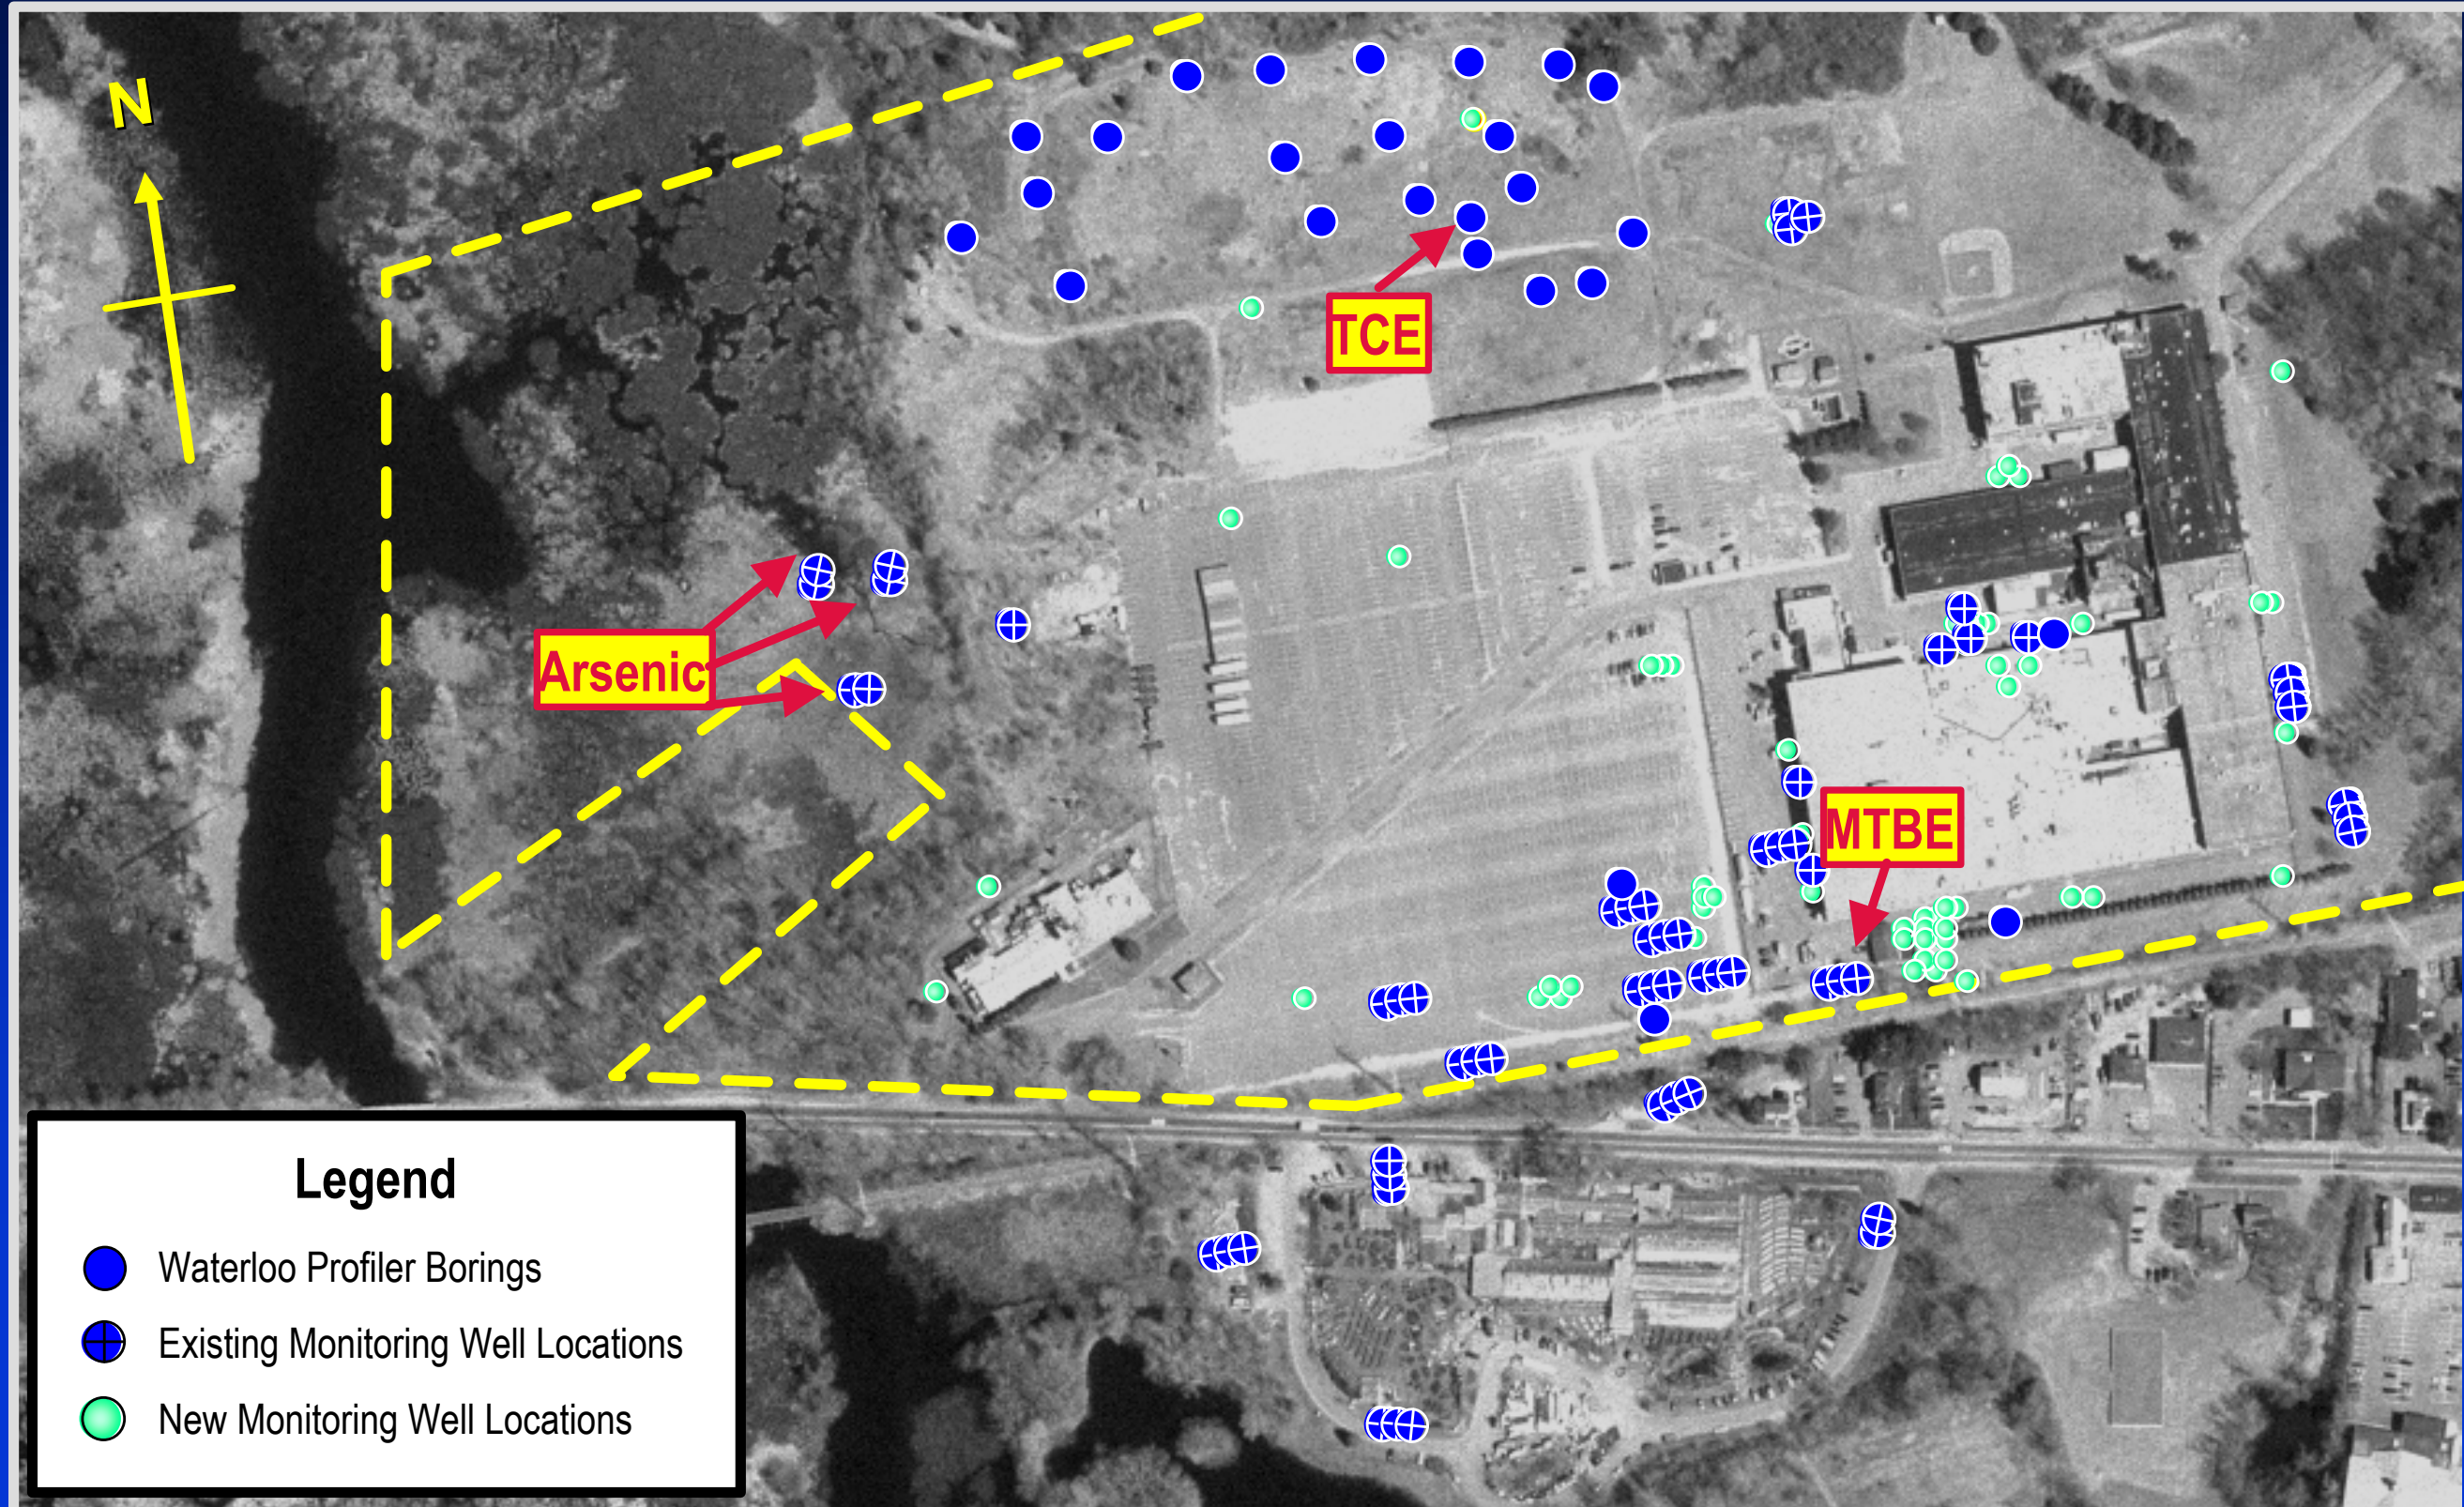 N
TCE
Arsenic
MTBE
Legend
Waterloo Profiler Borings
Existing Monitoring Well Locations
New Monitoring Well Locations